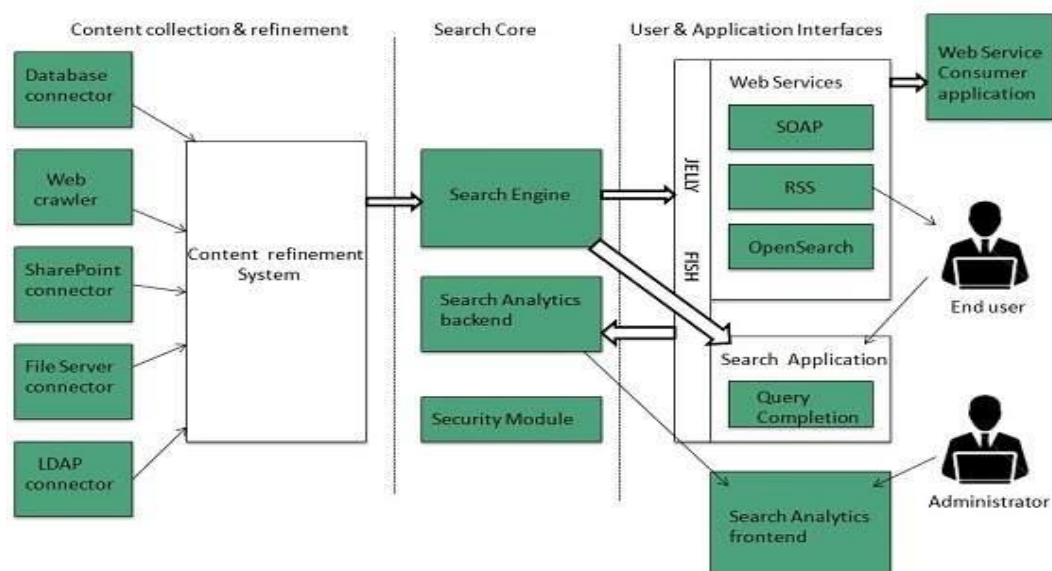 Content collection & refinement
Search Core
User & Application Interfaces
Database
connector
Web
crawler
SharePoint
connector
File Server
connector
LDAP
connector
Content refinement
System
Search Engine
Search Analytics
backend
Security Module
JELLY
FISH
Web Services
SOAP
RSS
OpenSearch
Search Application
Query
Completion
Search Analytics
frontend
Web Service
Consumer
application
End user
Administrator